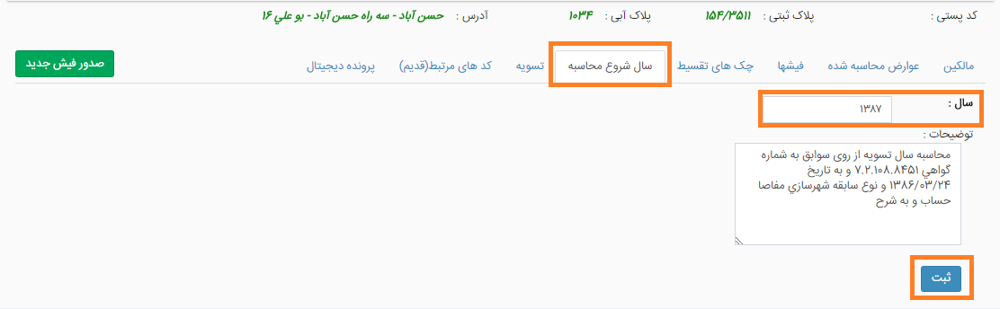 کد پستی : پلاک ثبتی : 154/3511 پلاک آبی : ۱۰۳۴ آدرس : حسن آباد - سه راه حسن آباد - بو علي ۱۶
مالکین عوارض محاسبه شده فیشها چک های تقسیط سال شروع محاسبه تسویه کد های مرتبط(قدیم) پرونده دیجیتال صدور فیش جدید
سال : ۱۳۸۷
توضیحات :
محاسبه سال تسویه از روی سوابق به شماره
گواهي ۷.۲.۱۰۸.۸۴۵۱ و به تاریخ
۱۳۸۶/۰۳/۲۴ و نوع سابقه شهرسازي مفاصا
حساب و به شرح
ثبت